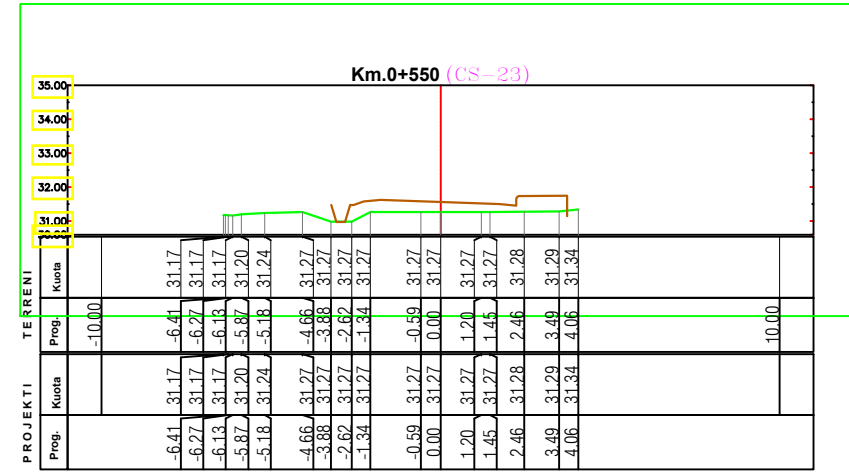 Km.0+550 (CS-23)
35.00
34.00
33.00
32.00
31.00
30.00
TERRENI
Kuota 31.17 31.17 31.17 31.20 31.24 31.27 31.27 31.27 31.27 31.27 31.27 31.27 31.27 31.28 31.29 31.34
Prog. -10.00 -6.41 -6.27 -6.13 -5.87 -5.18 -4.66 -3.88 -2.62 -1.34 -0.59 0.00 1.20 1.45 2.46 3.49 4.06 10.00
PROJEKTI
Kuota 31.17 31.17 31.17 31.20 31.24 31.27 31.27 31.27 31.27 31.27 31.27 31.27 31.27 31.28 31.29 31.34
Prog. -6.41 -6.27 -6.13 -5.87 -5.18 -4.66 -3.88 -2.62 -1.34 -0.59 0.00 1.20 1.45 2.46 3.49 4.06